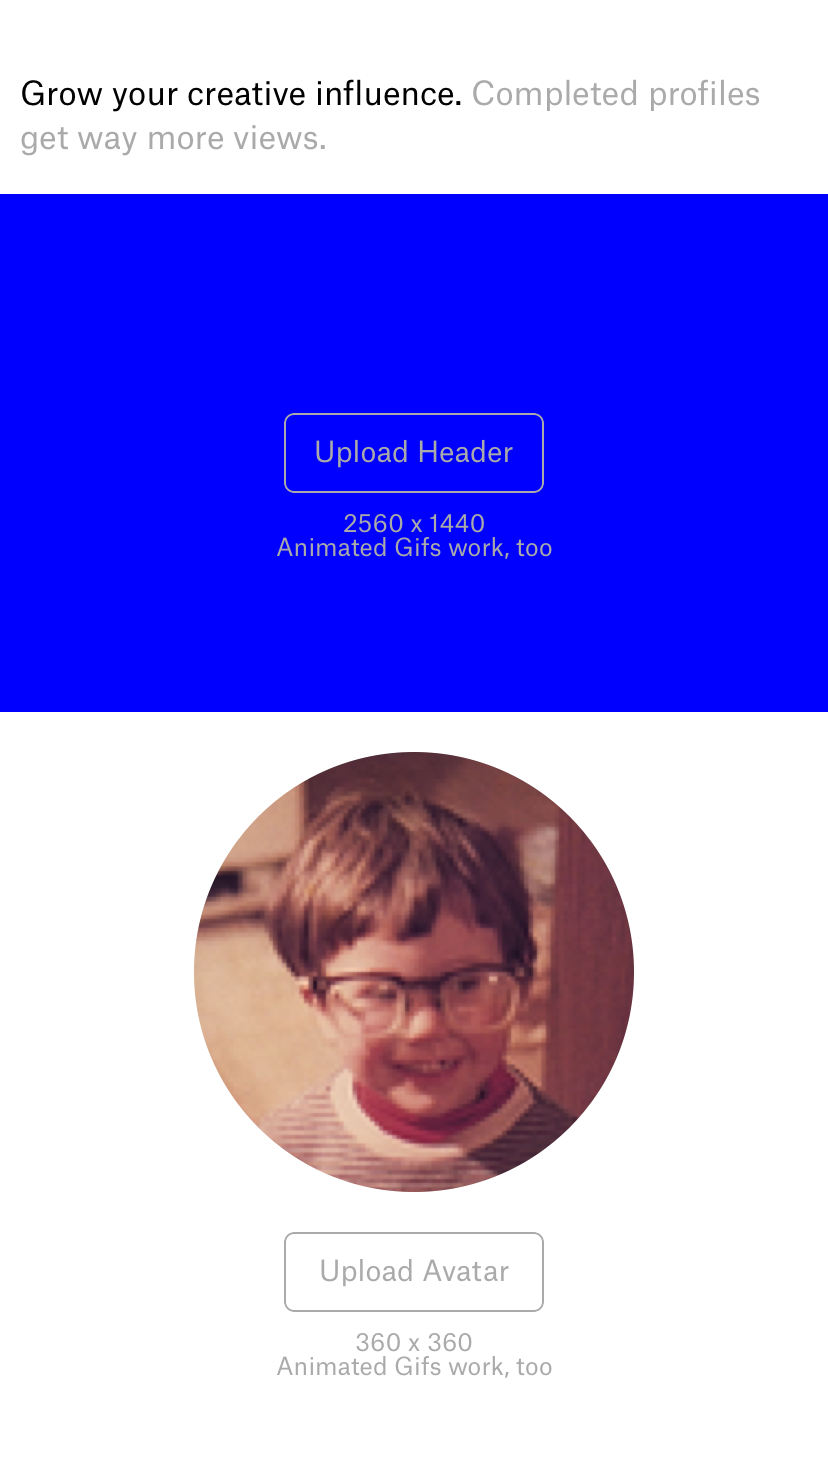 Grow your creative influence. Completed profiles
get way more views.
Upload Header
2560 x 1440
Animated Gifs work, too
Upload Avatar
360 x 360
Animated Gifs work, too